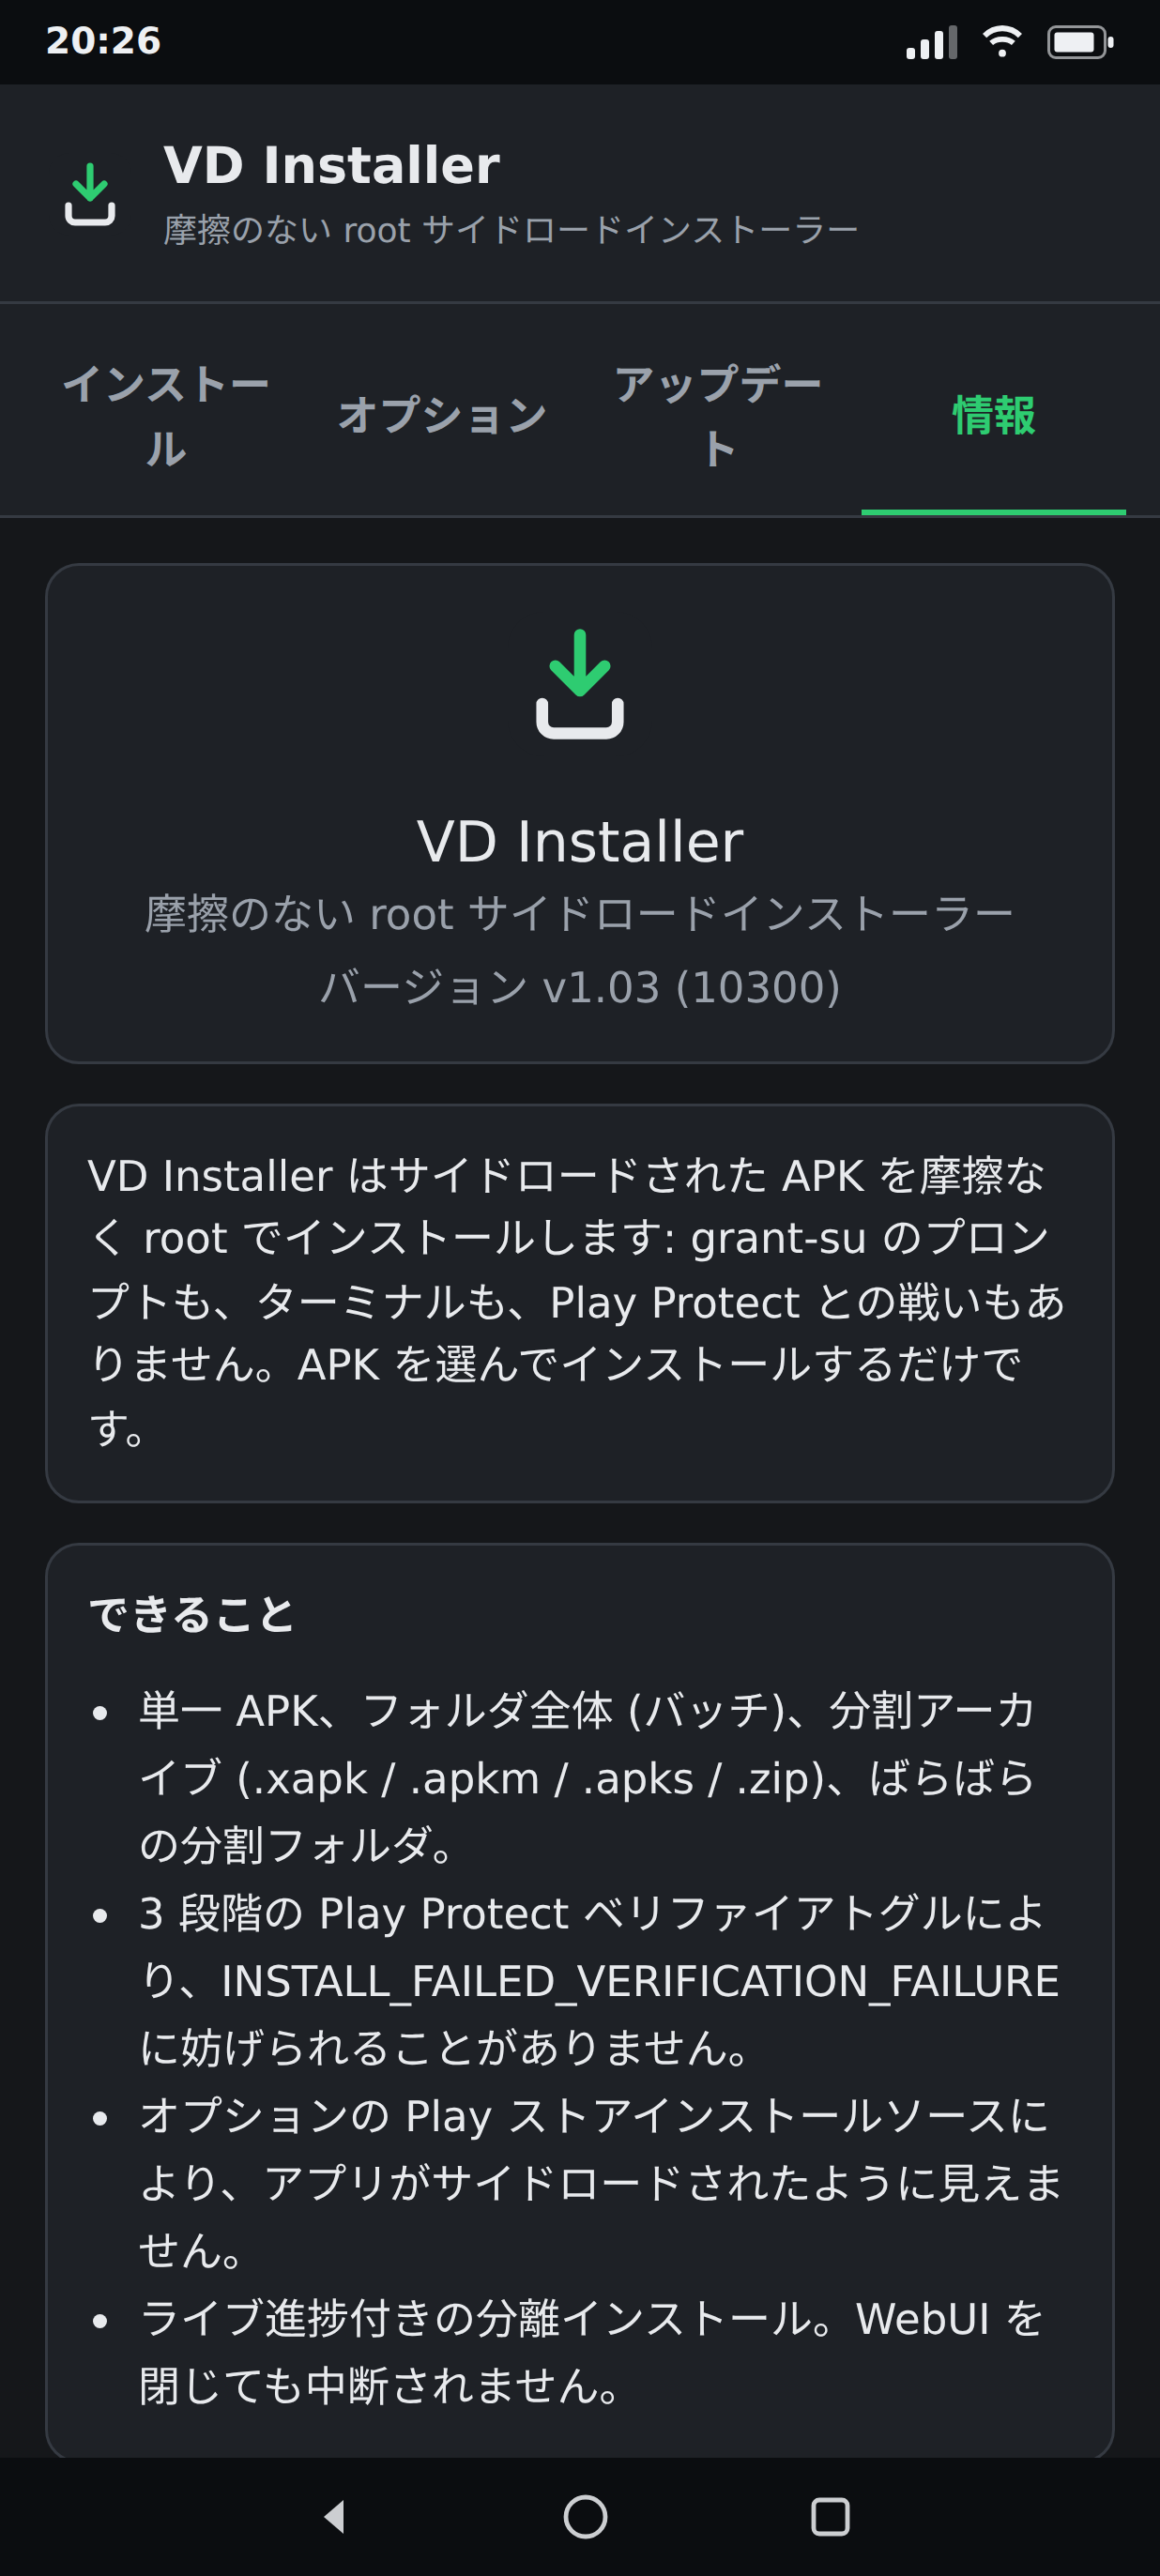 20:26
VD Installer
摩擦のない root サイドロードインストーラー
インストー
ル
オプション
アップデー
ト
情報
VD Installer
摩擦のない root サイドロードインストーラー
バージョン v1.03 (10300)
VD Installer はサイドロードされた APK を摩擦な
く root でインストールします: grant-su のプロン
プトも、ターミナルも、Play Protect との戦いもあ
りません。APK を選んでインストールするだけで
す。
できること
• 単一 APK、フォルダ全体 (バッチ)、分割アーカ
イブ (.xapk / .apkm / .apks / .zip)、ばらばら
の分割フォルダ。
• 3 段階の Play Protect ベリファイアトグルによ
り、INSTALL_FAILED_VERIFICATION_FAILURE
に妨げられることがありません。
• オプションの Play ストアインストールソースに
より、アプリがサイドロードされたように見えま
せん。
• ライブ進捗付きの分離インストール。WebUI を
閉じても中断されません。